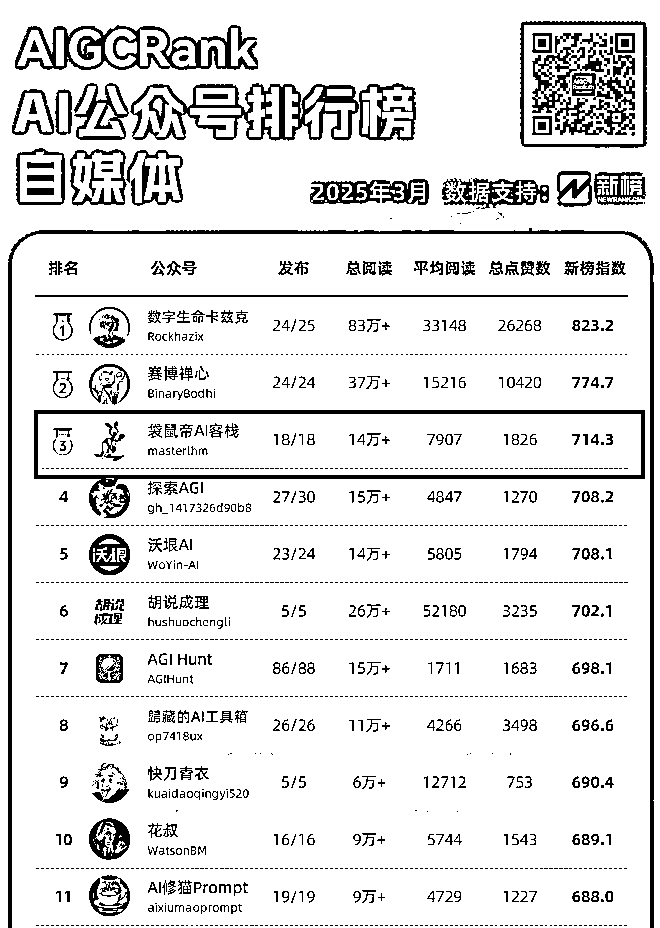 AIGCRank
AI公众号排行榜
自媒体
2025年3月 数据支持: 新榜
排名 公众号 发布 总阅读 平均阅读 总点赞数 新榜指数
1 数字生命卡兹克 24/25 83万+ 33148 26268 823.2
Rockhazix
2 赛博禅心 24/24 37万+ 15216 10420 774.7
BinaryBodhi
3 袋鼠帝AI客栈 18/18 14万+ 7907 1826 714.3
masterlhm
4 探索AGI 27/30 15万+ 4847 1270 708.2
gh_1417326d90b8
5 沃垠 沃垠AI 23/24 14万+ 5805 1794 708.1
WoYin-AI
6 胡说成理 胡说成理 5/5 26万+ 52180 3235 702.1
hushuochengli
7 AGI Hunt 86/88 15万+ 1711 1683 698.1
AGIHunt
8 歸藏的AI工具箱 26/26 11万+ 4266 3498 696.6
op7418ux
9 快刀青衣 5/5 6万+ 12712 753 690.4
kuaidaoqingyi520
10 花叔 16/16 9万+ 5744 1543 689.1
WatsonBM
11 AI修猫Prompt 19/19 9万+ 4729 1227 688.0
aixiumaoprompt